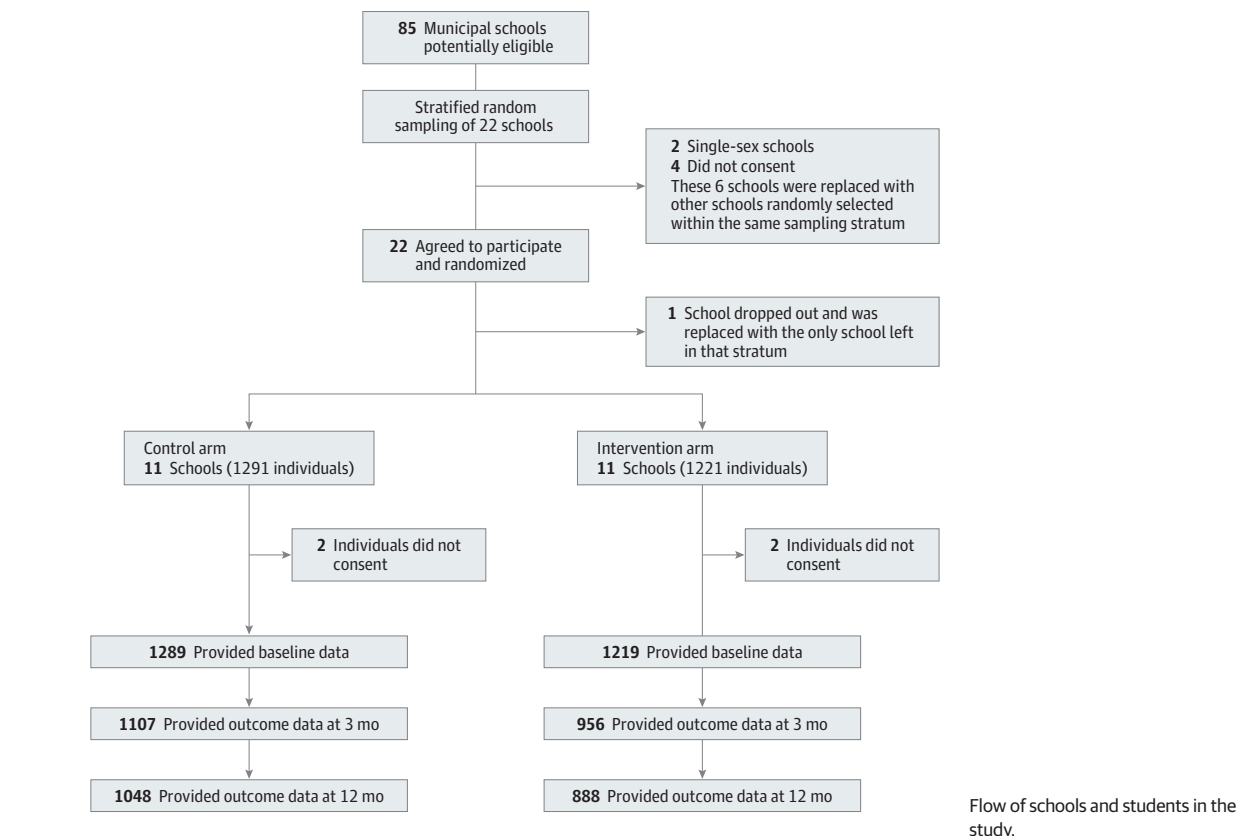 85 Municipal schools
potentially eligible
Stratified random
sampling of 22 schools
2 Single-sex schools
4 Did not consent
These 6 schools were replaced with
other schools randomly selected
within the same sampling stratum
22 Agreed to participate
and randomized
1 School dropped out and was
replaced with the only school left
in that stratum
Control arm
11 Schools (1291 individuals)
Intervention arm
11 Schools (1221 individuals)
2 Individuals did not
consent
2 Individuals did not
consent
1289 Provided baseline data
1219 Provided baseline data
1107 Provided outcome data at 3 mo
956 Provided outcome data at 3 mo
1048 Provided outcome data at 12 mo
888 Provided outcome data at 12 mo
Flow of schools and students in the
study.